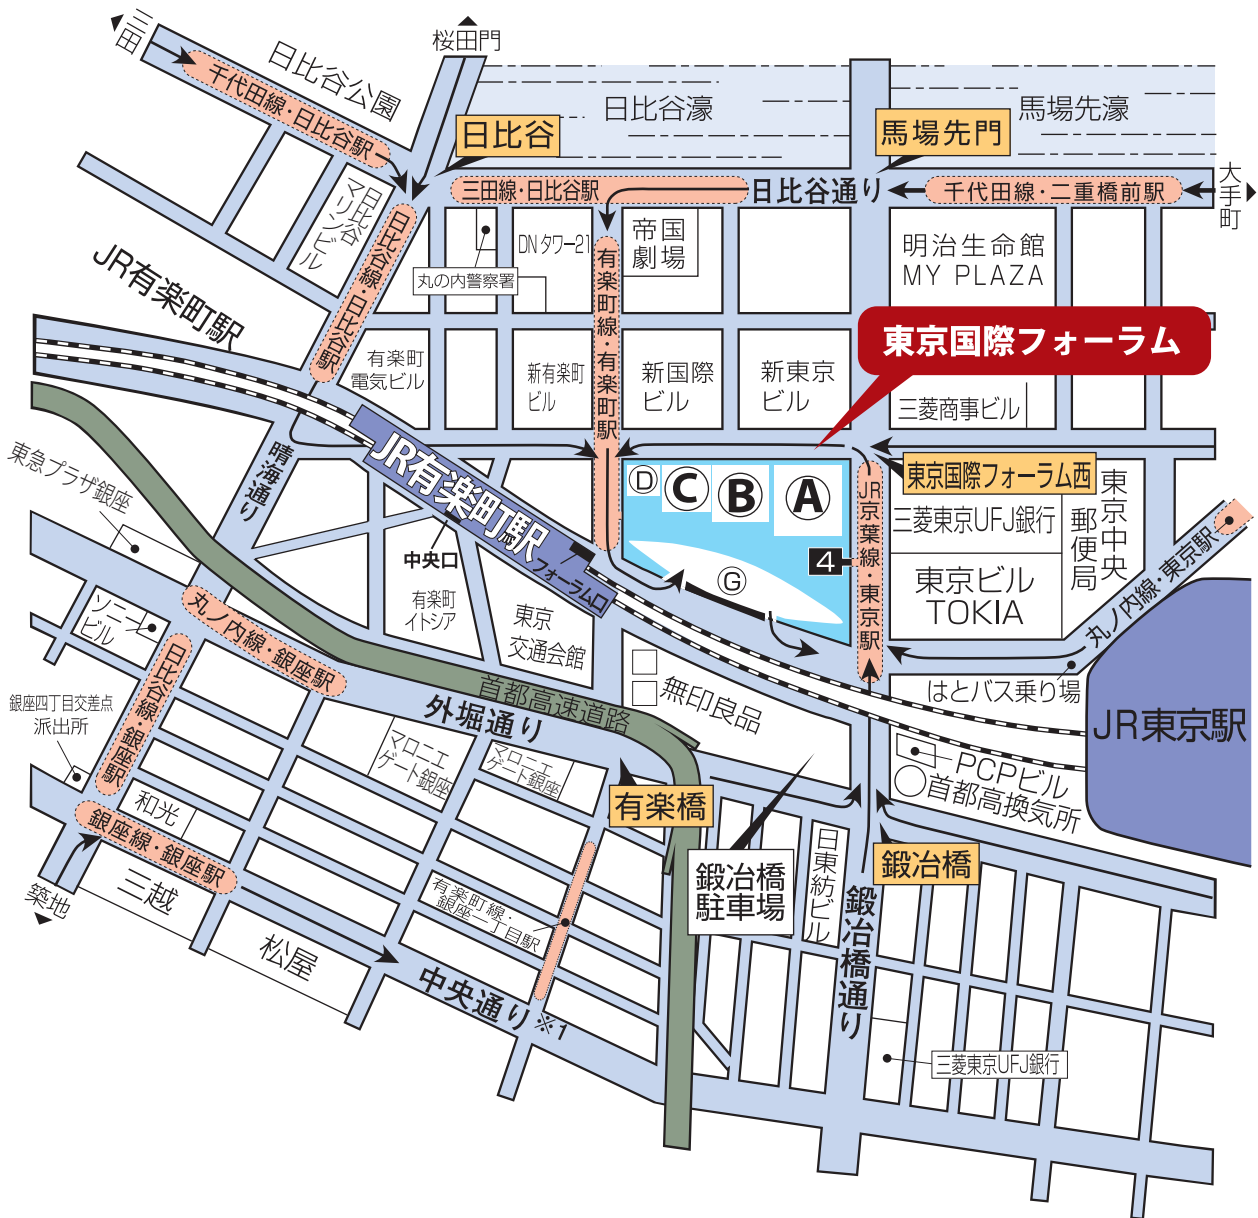 三田
桜田門
日比谷公園
千代田線・日比谷駅
日比谷濠
馬場先濠
日比谷
馬場先門
三田線・日比谷駅
日比谷通り
千代田線・二重橋前駅
大手町
日比谷
マリンビル
日比谷線・日比谷駅
丸の内警察署
DNタワー21
有楽町線・有楽町駅
帝国
劇場
明治生命館
MY PLAZA
JR有楽町駅
東京国際フォーラム
有楽町
電気ビル
新有楽町
ビル
新国際
ビル
新東京
ビル
三菱商事ビル
東急プラザ銀座
晴海通り
JR有楽町駅
中央口
フォーラム口
D
C
B
A
G
4
JR京葉線・東京駅
東京国際フォーラム西
三菱東京UFJ銀行
東京中央
郵便局
東京ビル
TOKIA
丸ノ内線・東京駅
有楽町
イトシア
東京
交通会館
ソニー
ビル
丸ノ内線・銀座駅
日比谷線・銀座駅
銀座四丁目交差点
派出所
首都高速道路
外堀通り
無印良品
はとバス乗り場
JR東京駅
マロニエ
ゲート銀座
マロニエ
ゲート銀座
PCPビル
首都高換気所
有楽橋
和光
銀座線・銀座駅
三越
築地
松屋
有楽町線・
銀座一丁目駅
鍛冶橋
駐車場
日東紡ビル
鍛冶橋
鍛冶橋通り
中央通り※1
三菱東京UFJ銀行